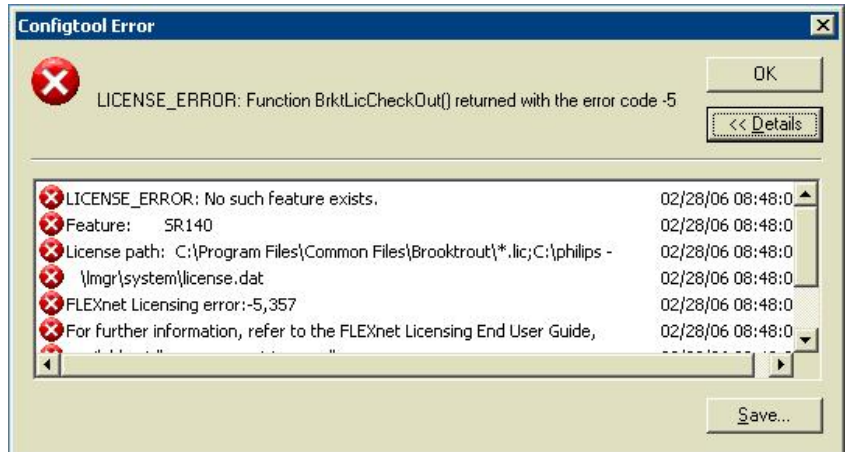 Configtool Error
OK
LICENSE_ERROR: Function BrktLicCheckOut() returned with the error code -5
<< Details
LICENSE_ERROR: No such feature exists. 02/28/06 08:48:0
Feature: SR140 02/28/06 08:48:0
License path: C:\Program Files\Common Files\Brooktrout\*.lic;C:\philips - 02/28/06 08:48:0
\lmgr\system\license.dat 02/28/06 08:48:0
FLEXnet Licensing error:-5,357 02/28/06 08:48:0
For further information, refer to the FLEXnet Licensing End User Guide, 02/28/06 08:48:0
Save...